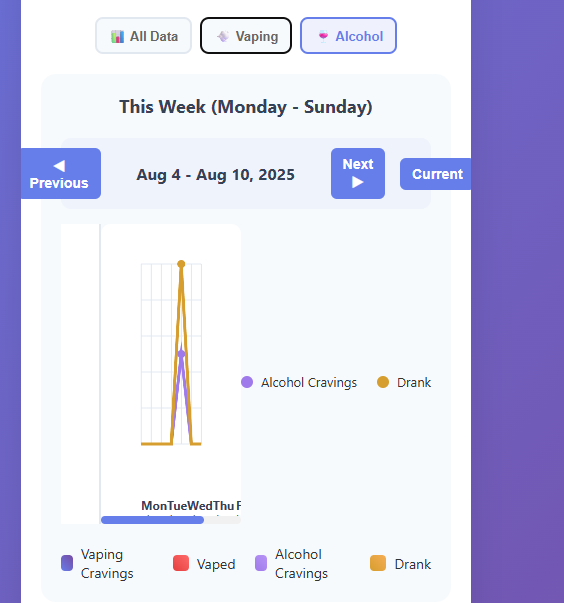 All Data Vaping Alcohol
This Week (Monday - Sunday)
◀
Previous
Aug 4 - Aug 10, 2025
Next
▶
Current
Alcohol Cravings Drank
MonTueWedThu F
Vaping
Cravings
Vaped
Alcohol
Cravings
Drank